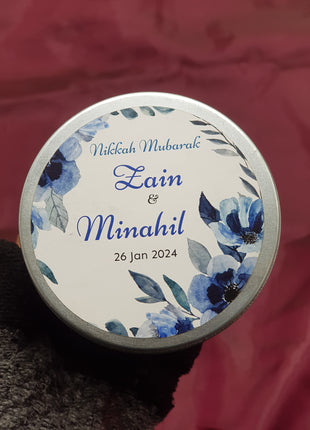 Nikkah Mubarak
Zain
&
Minahil
26 Jan 2024